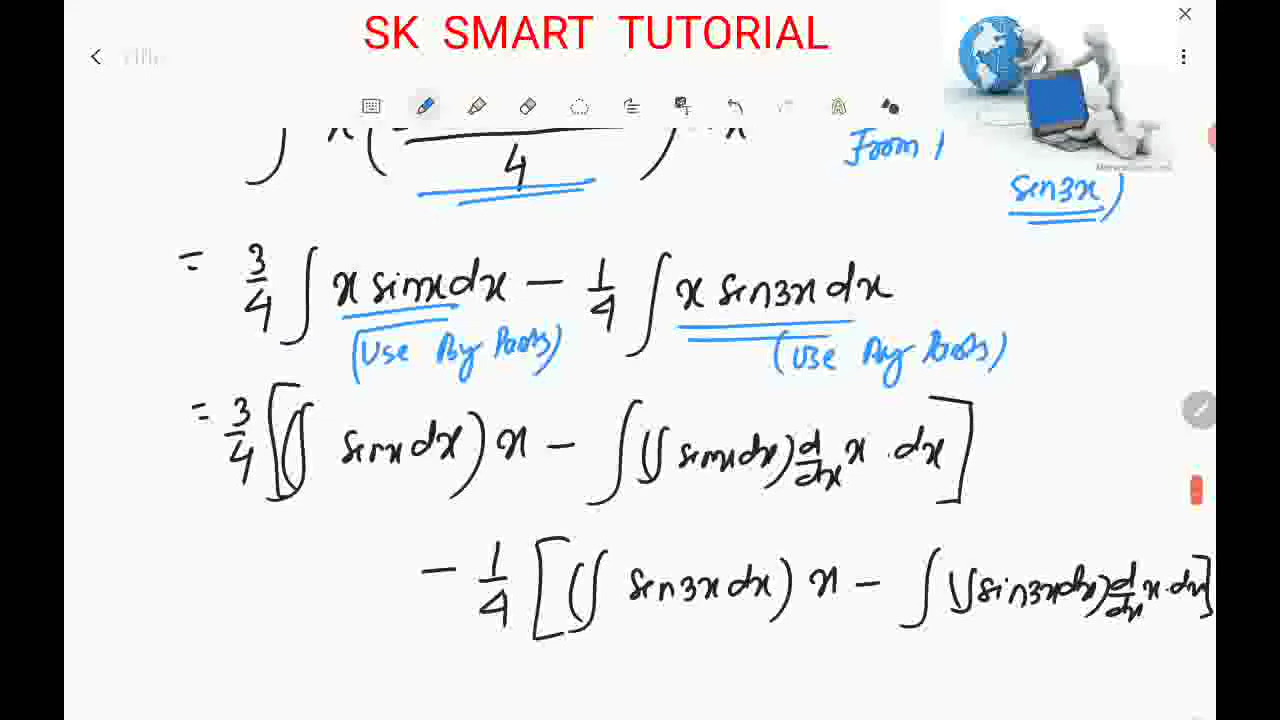 SK SMART TUTORIAL
4
From 1
sin3x)
= 3/4 ∫ x sinx dx − 1/4 ∫ x sin3x dx
(Use By Parts) (Use By Parts)
= 3/4 [(∫ sinx dx) x − ∫(∫ sinx dx) d/dx x . dx]
− 1/4 [(∫ sin3x dx) x − ∫(∫ sin3x dx) d/dx x . dx]